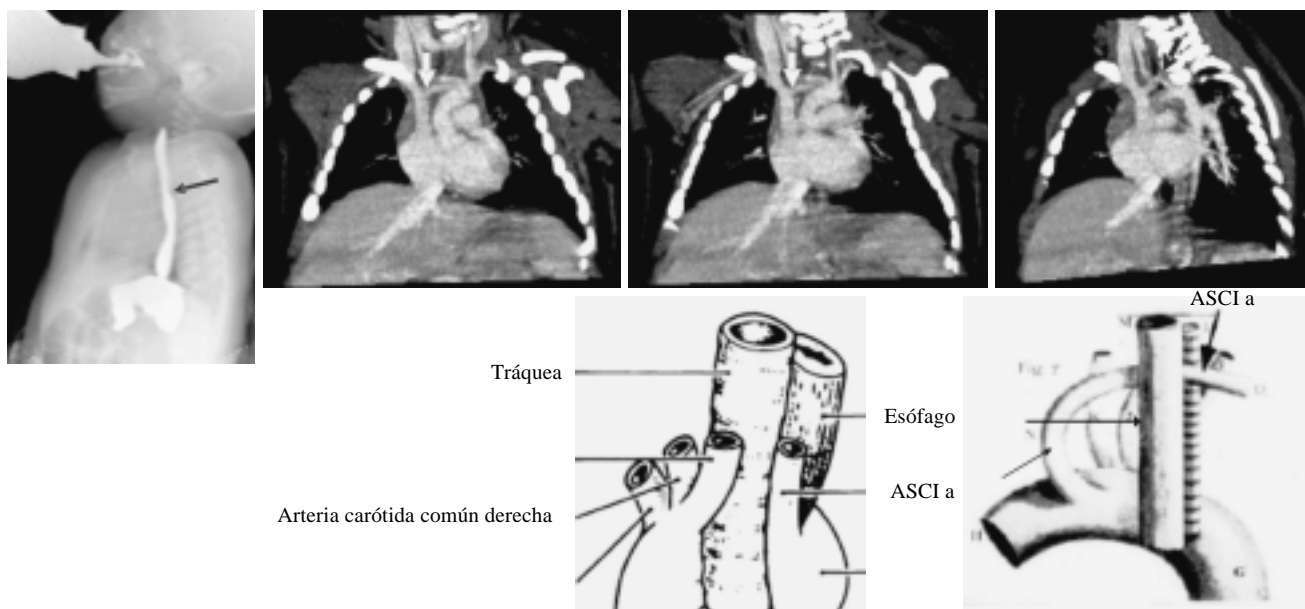 ASCI a
Tráquea
Esófago
ASCI a
Arteria carótida común derecha
M
H
G